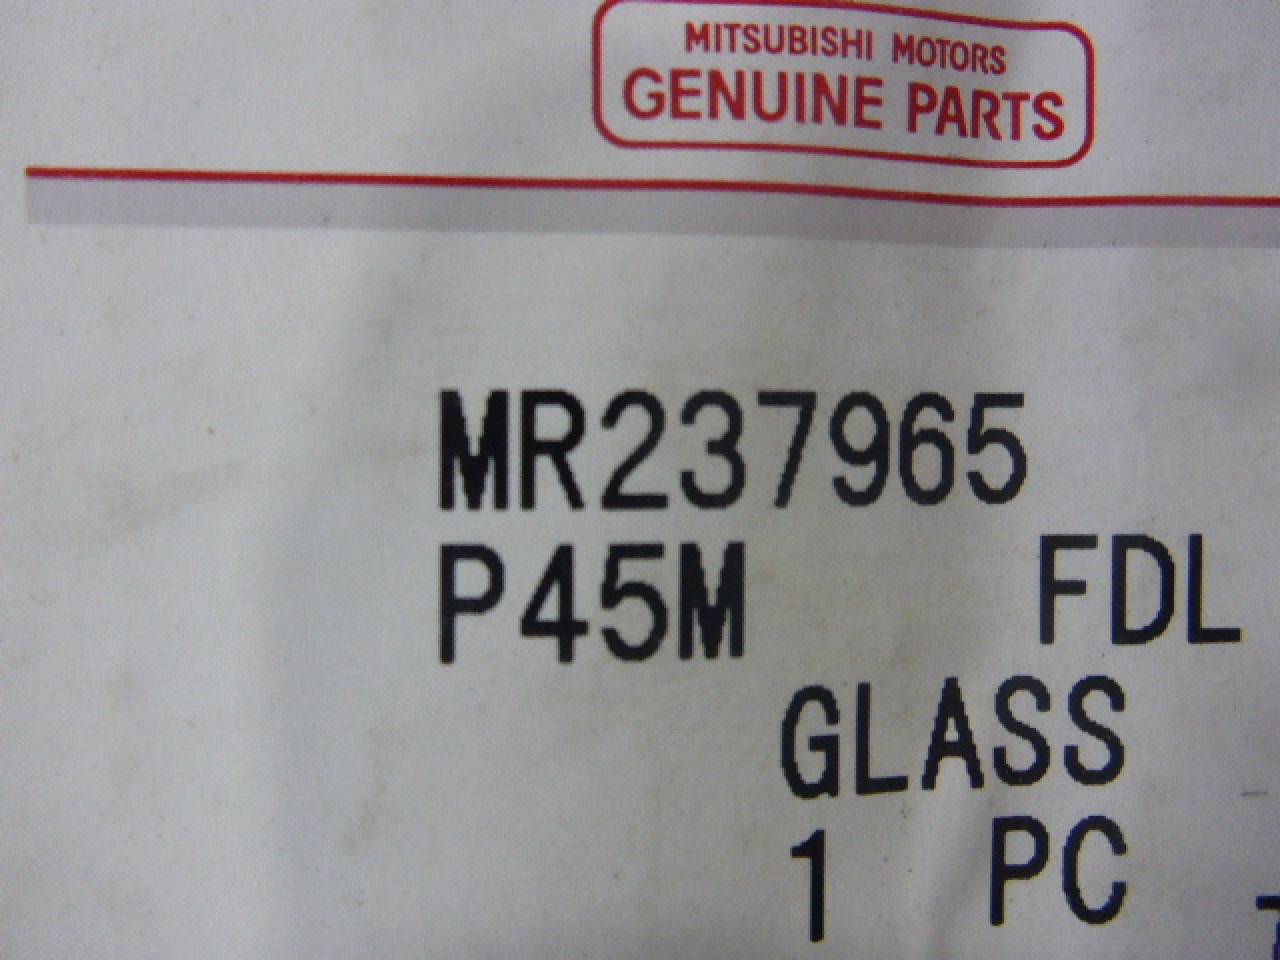 MITSUBISHI MOTORS
GENUINE PARTS
MR237965
P45M FDL
GLASS
1 PC